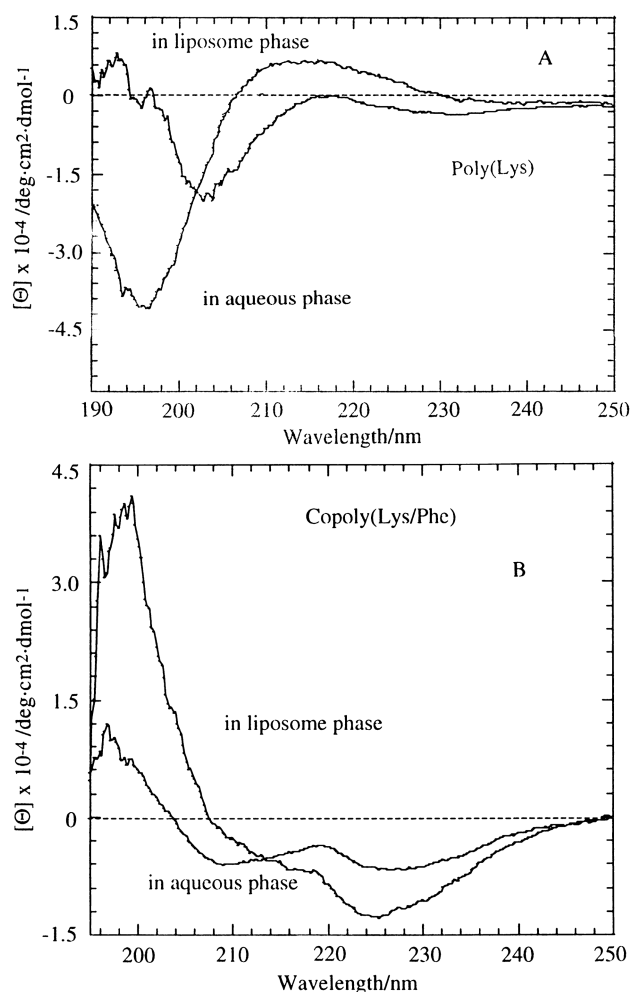 1.5
in liposome phase
A
0
-1.5
Poly(Lys)
-3.0
in aqueous phase
-4.5
[Θ] x 10-4 /deg·cm2·dmol-1
190 200 210 220 230 240 250
Wavelength/nm
4.5
Copoly(Lys/Phe)
B
3.0
1.5
in liposome phase
0
in aqueous phase
-1.5
[Θ] x 10-4 /deg·cm2·dmol-1
200 210 220 230 240 250
Wavelength/nm